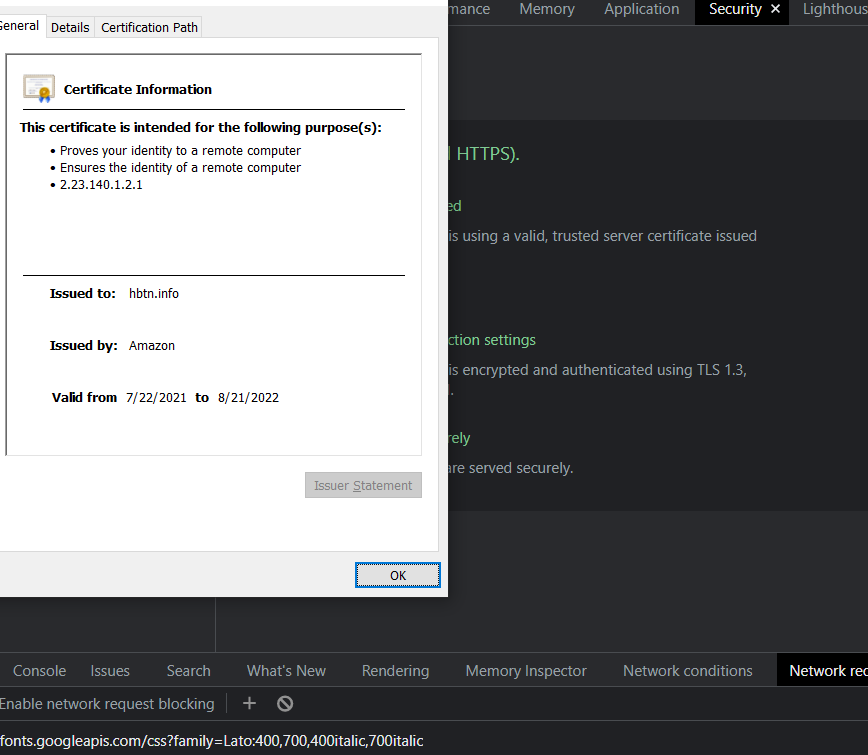 mance Memory Application Security × Lighthous
General Details Certification Path
Certificate Information
This certificate is intended for the following purpose(s):
• Proves your identity to a remote computer
• Ensures the identity of a remote computer
• 2.23.140.1.2.1
HTTPS).
ed
is using a valid, trusted server certificate issued
Issued to: hbtn.info
ction settings
Issued by: Amazon
is encrypted and authenticated using TLS 1.3,
Valid from 7/22/2021 to 8/21/2022
rely
are served securely.
Issuer Statement
OK
Console Issues Search What's New Rendering Memory Inspector Network conditions Network req
Enable network request blocking
fonts.googleapis.com/css?family=Lato:400,700,400italic,700italic